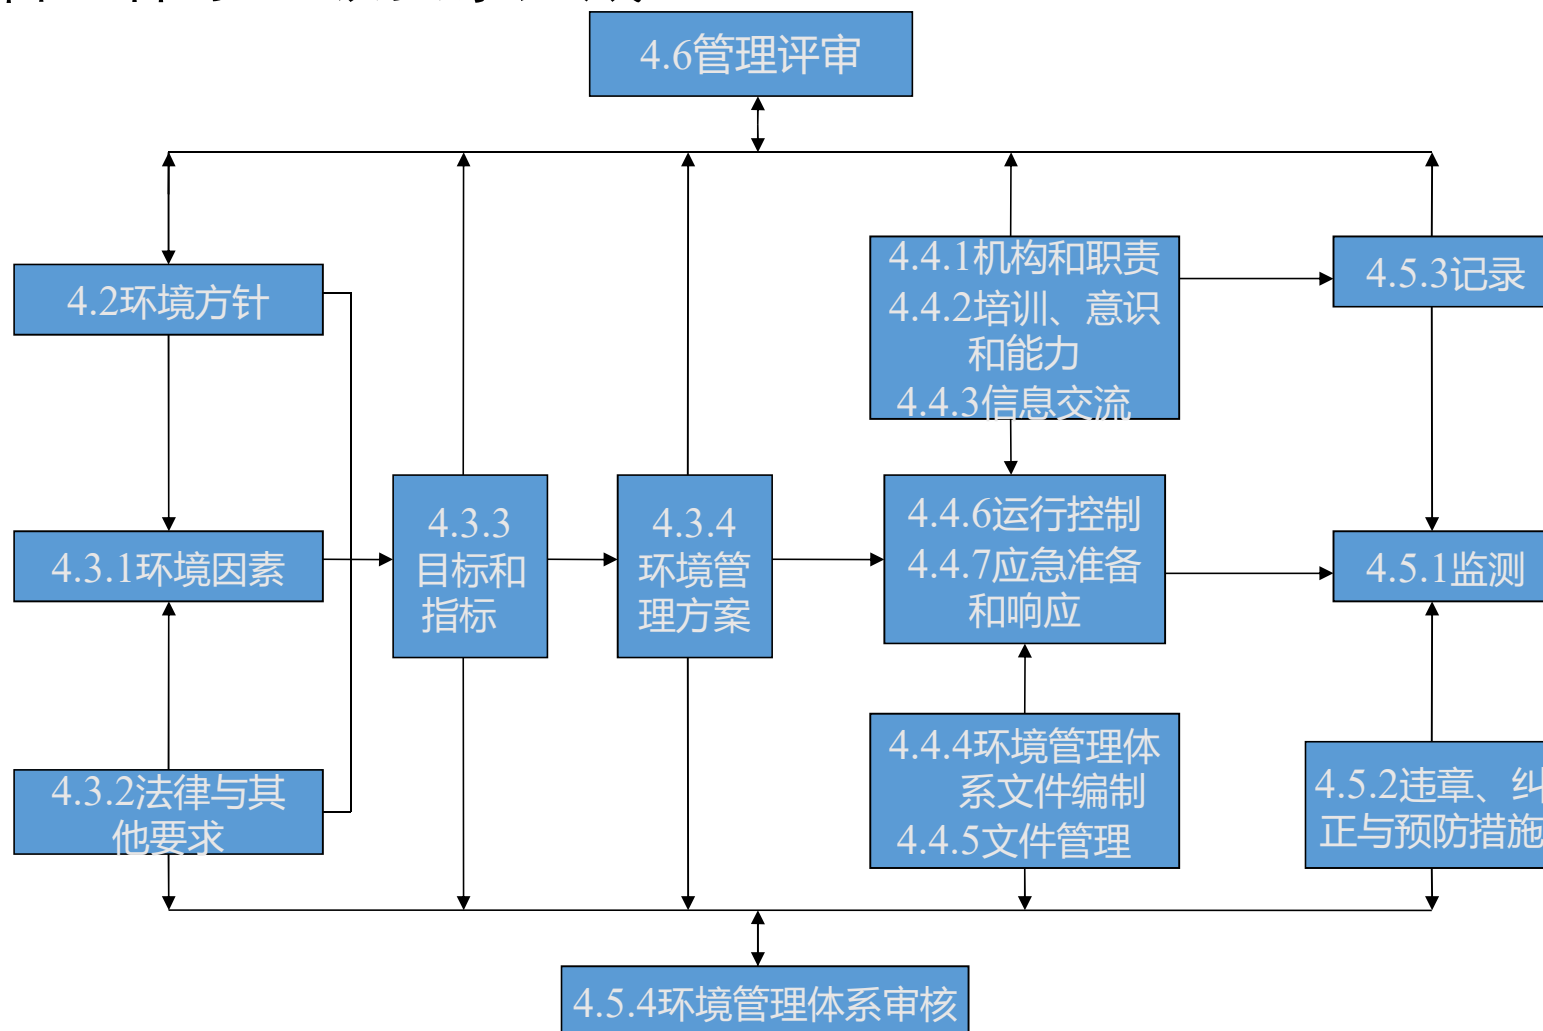 4.6管理评审
4.2环境方针
4.3.1环境因素
4.3.2法律与其
他要求
4.3.3
目标和
指标
4.3.4
环境管
理方案
4.4.1机构和职责
4.4.2培训、意识
和能力
4.4.3信息交流
4.4.6运行控制
4.4.7应急准备
和响应
4.4.4环境管理体
系文件编制
4.4.5文件管理
4.5.3记录
4.5.1监测
4.5.2违章、纠
正与预防措施
4.5.4环境管理体系审核